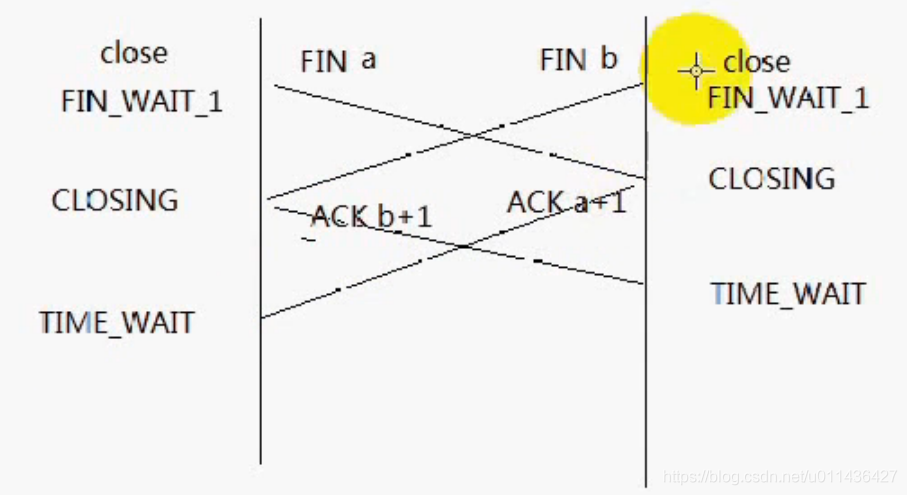 close
FIN a
FIN b
close
FIN_WAIT_1
FIN_WAIT_1
CLOSING
CLOSING
ACK b+1
ACK a+1
TIME_WAIT
TIME_WAIT
https://blog.csdn.net/u011436427